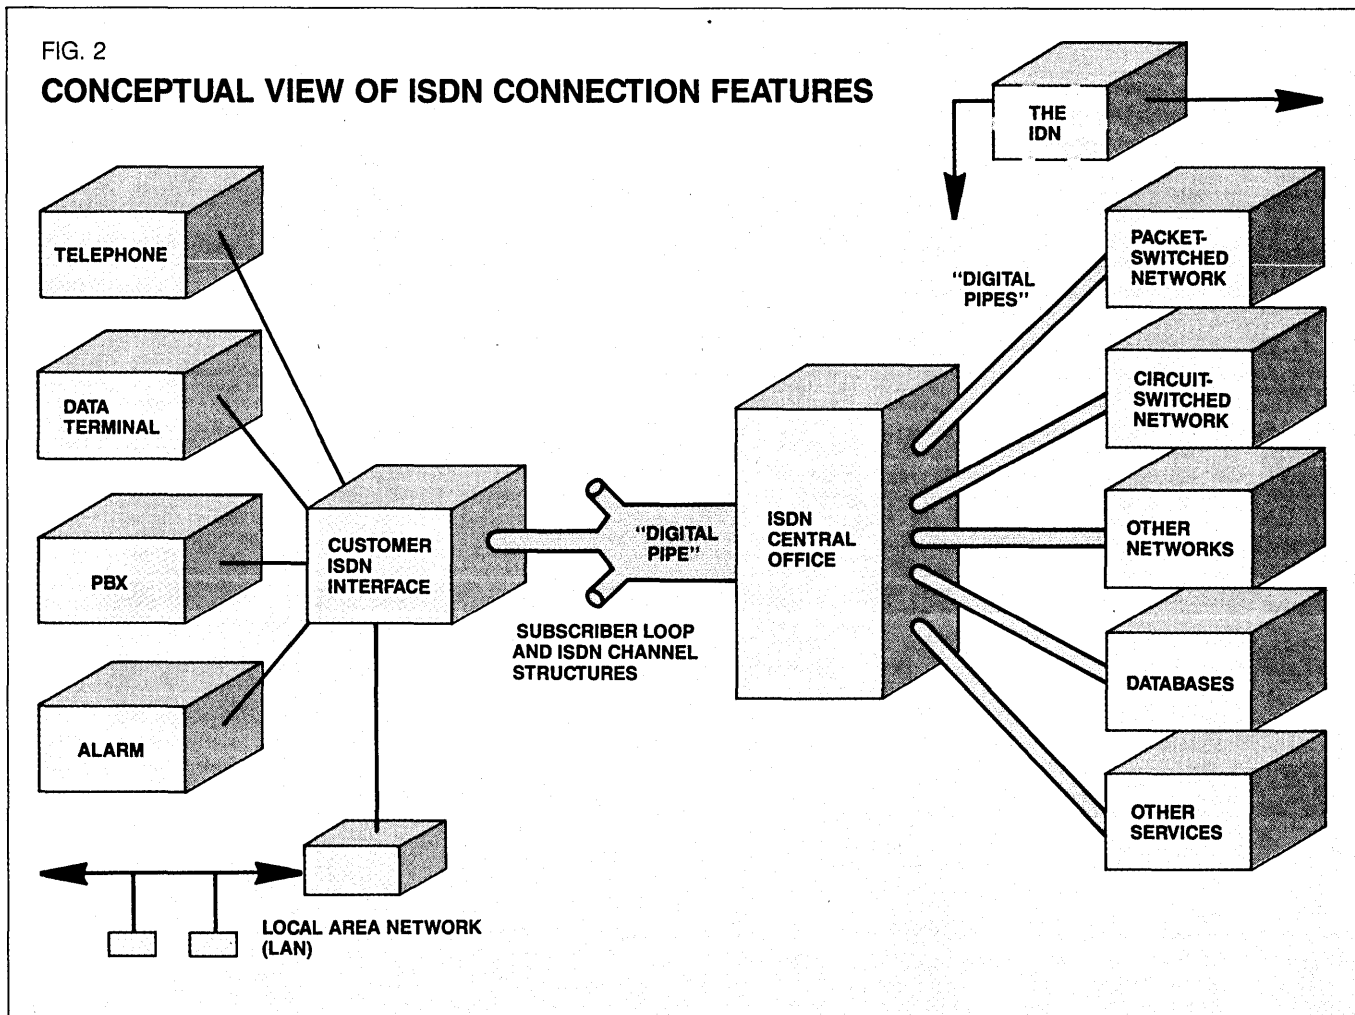 FIG. 2
CONCEPTUAL VIEW OF ISDN CONNECTION FEATURES
THE
IDN
TELEPHONE
DATA
TERMINAL
PBX
ALARM
CUSTOMER
ISDN
INTERFACE
LOCAL AREA NETWORK
(LAN)
"DIGITAL
PIPE"
SUBSCRIBER LOOP
AND ISDN CHANNEL
STRUCTURES
ISDN
CENTRAL
OFFICE
"DIGITAL
PIPES"
PACKET-
SWITCHED
NETWORK
CIRCUIT-
SWITCHED
NETWORK
OTHER
NETWORKS
DATABASES
OTHER
SERVICES